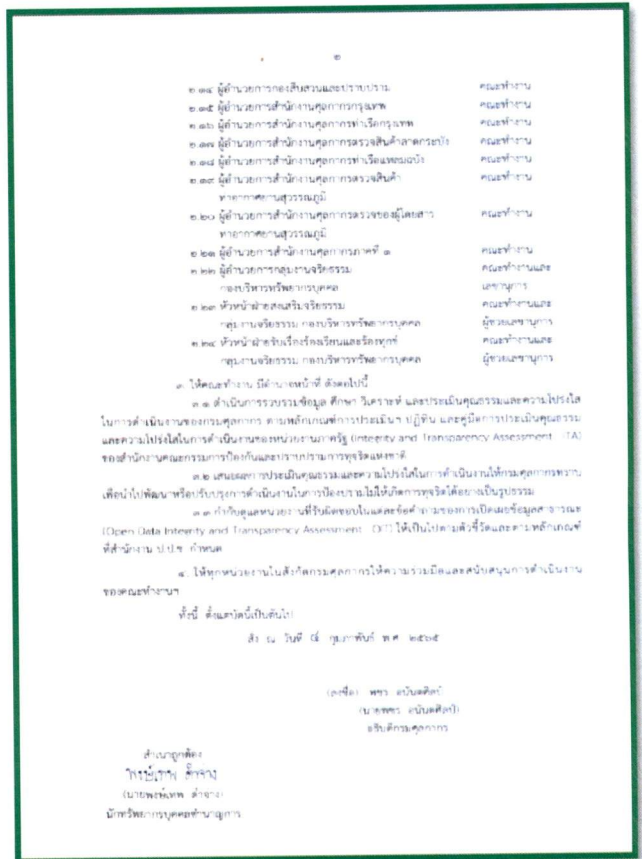 ๒
๒.๑๔ ผู้อำนวยการกองสืบสวนและปราบปราม คณะทำงาน
๒.๑๕ ผู้อำนวยการสำนักงานศุลกากรกรุงเทพ คณะทำงาน
๒.๑๖ ผู้อำนวยการสำนักงานศุลกากรท่าเรือกรุงเทพ คณะทำงาน
๒.๑๗ ผู้อำนวยการสำนักงานศุลกากรตรวจสินค้าลาดกระบัง คณะทำงาน
๒.๑๘ ผู้อำนวยการสำนักงานศุลกากรท่าเรือแหลมฉบัง คณะทำงาน
๒.๑๙ ผู้อำนวยการสำนักงานศุลกากรตรวจสินค้า คณะทำงาน
ท่าอากาศยานสุวรรณภูมิ
๒.๒๐ ผู้อำนวยการสำนักงานศุลกากรตรวจของผู้โดยสาร คณะทำงาน
ท่าอากาศยานสุวรรณภูมิ
๒.๒๑ ผู้อำนวยการสำนักงานศุลกากรภาคที่ ๑ คณะทำงาน
๒.๒๒ ผู้อำนวยการกลุ่มงานจริยธรรม คณะทำงานและ
กองบริหารทรัพยากรบุคคล เลขานุการ
๒.๒๓ หัวหน้าฝ่ายส่งเสริมจริยธรรม คณะทำงานและ
กลุ่มงานจริยธรรม กองบริหารทรัพยากรบุคคล ผู้ช่วยเลขานุการ
๒.๒๔ หัวหน้าฝ่ายรับเรื่องร้องเรียนและร้องทุกข์ คณะทำงานและ
กลุ่มงานจริยธรรม กองบริหารทรัพยากรบุคคล ผู้ช่วยเลขานุการ
๓. ให้คณะทำงาน มีอำนาจหน้าที่ ดังต่อไปนี้
๓.๑ ดำเนินการรวบรวมข้อมูล ศึกษา วิเคราะห์ และประเมินคุณธรรมและความโปร่งใส
ในการดำเนินงานของกรมศุลกากร ตามหลักเกณฑ์การประเมินฯ ปฏิทิน และคู่มือการประเมินคุณธรรม
และความโปร่งใสในการดำเนินงานของหน่วยงานภาครัฐ (Integrity and Transparency Assessment : ITA)
ของสำนักงานคณะกรรมการป้องกันและปราบปรามการทุจริตแห่งชาติ
๓.๒ เสนอผลการประเมินคุณธรรมและความโปร่งใสในการดำเนินงานให้กรมศุลกากรทราบ
เพื่อนำไปพัฒนาหรือปรับปรุงการดำเนินงานในการป้องปรามไม่ให้เกิดการทุจริตได้อย่างเป็นรูปธรรม
๓.๓ กำกับดูแลหน่วยงานที่รับผิดชอบในแต่ละข้อคำถามของการเปิดเผยข้อมูลสาธารณะ
(Open Data Integrity and Transparency Assessment : OIT) ให้เป็นไปตามตัวชี้วัดและตามหลักเกณฑ์
ที่สำนักงาน ป.ป.ช. กำหนด
๔. ให้ทุกหน่วยงานในสังกัดกรมศุลกากรให้ความร่วมมือและสนับสนุนการดำเนินงาน
ของคณะทำงานฯ
ทั้งนี้ ตั้งแต่บัดนี้เป็นต้นไป
สั่ง ณ วันที่ ๘ กุมภาพันธ์ พ.ศ. ๒๕๖๕
(ลงชื่อ) พชร อนันตศิลป์
(นายพชร อนันตศิลป์)
อธิบดีกรมศุลกากร
สำเนาถูกต้อง
พงษ์เทพ ดำจาง
(นายพงษ์เทพ ดำจาง)
นักทรัพยากรบุคคลชำนาญการ